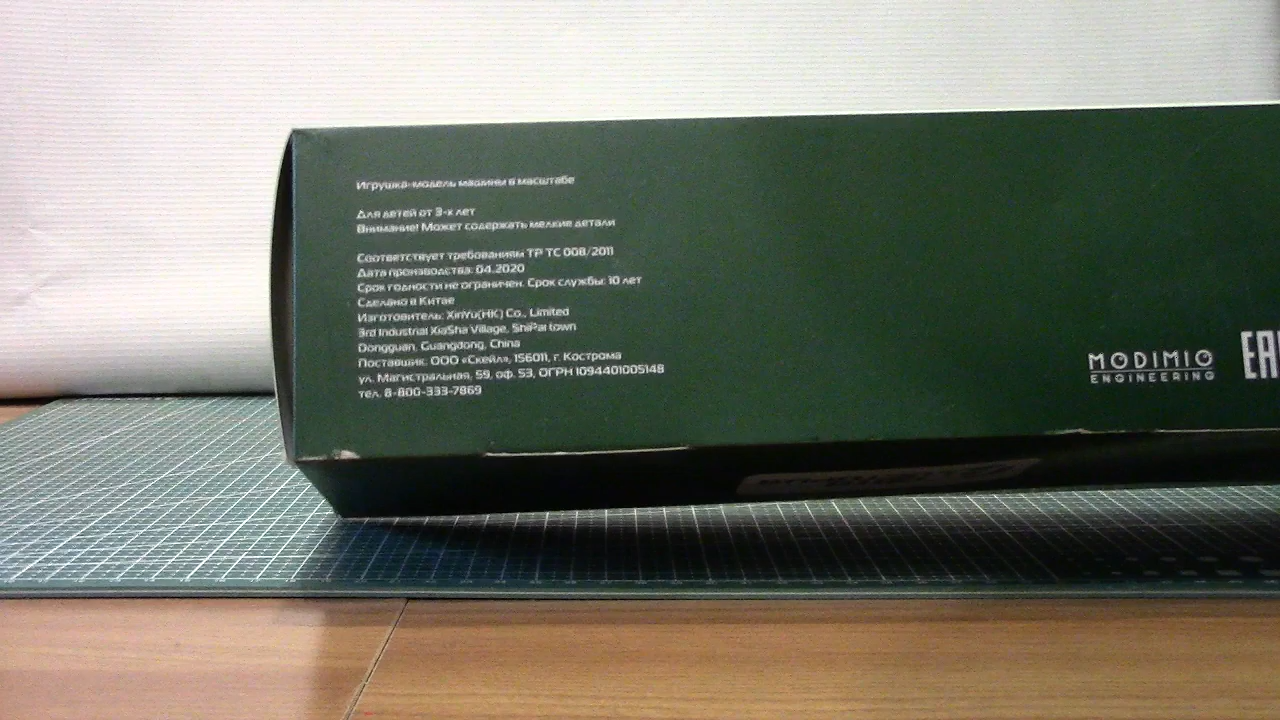 Игрушка-модель машины в масштабе
Для детей от 3-х лет
Внимание! Может содержать мелкие детали
Соответствует требованиям ТР ТС 008/2011
Дата производства: 04.2020
Срок годности не ограничен. Срок службы: 10 лет
Сделано в Китае
Изготовитель: XinYu(HK) Co., Limited
3rd Industrial XiaSha Village, ShiPai town
Dongguan, Guangdong, China
Поставщик: ООО «Скейл», 156011, г. Кострома
ул. Магистральная, 59, оф. 53, ОГРН 1094401005148
тел. 8-800-333-7869
MODIMIO
ENGINEERING